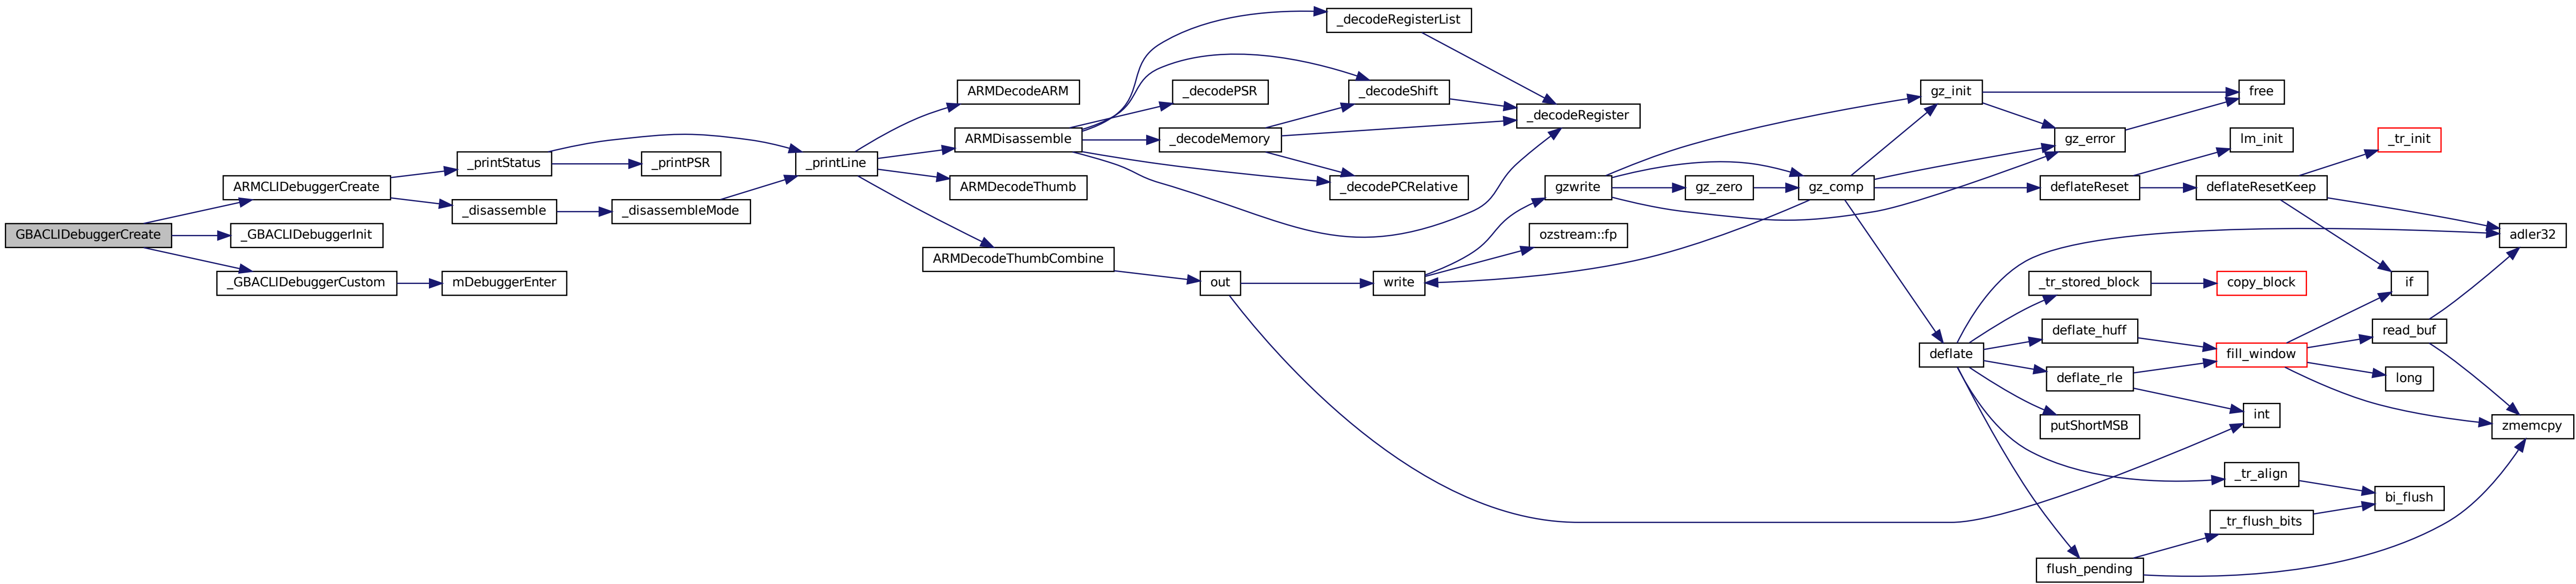 GBACLIDebuggerCreate
ARMCLIDebuggerCreate
_GBACLIDebuggerInit
_GBACLIDebuggerCustom
_printStatus
_disassemble
mDebuggerEnter
_printPSR
_disassembleMode
_printLine
ARMDecodeARM
ARMDisassemble
ARMDecodeThumb
ARMDecodeThumbCombine
_decodePSR
_decodeMemory
out
_decodeRegisterList
_decodeShift
_decodePCRelative
write
_decodeRegister
ozstream::fp
gzwrite
gz_zero
gz_comp
gz_init
deflate
gz_error
deflateReset
_tr_stored_block
deflate_huff
deflate_rle
putShortMSB
flush_pending
free
lm_init
deflateResetKeep
copy_block
fill_window
int
_tr_align
_tr_flush_bits
_tr_init
if
read_buf
long
bi_flush
adler32
zmemcpy